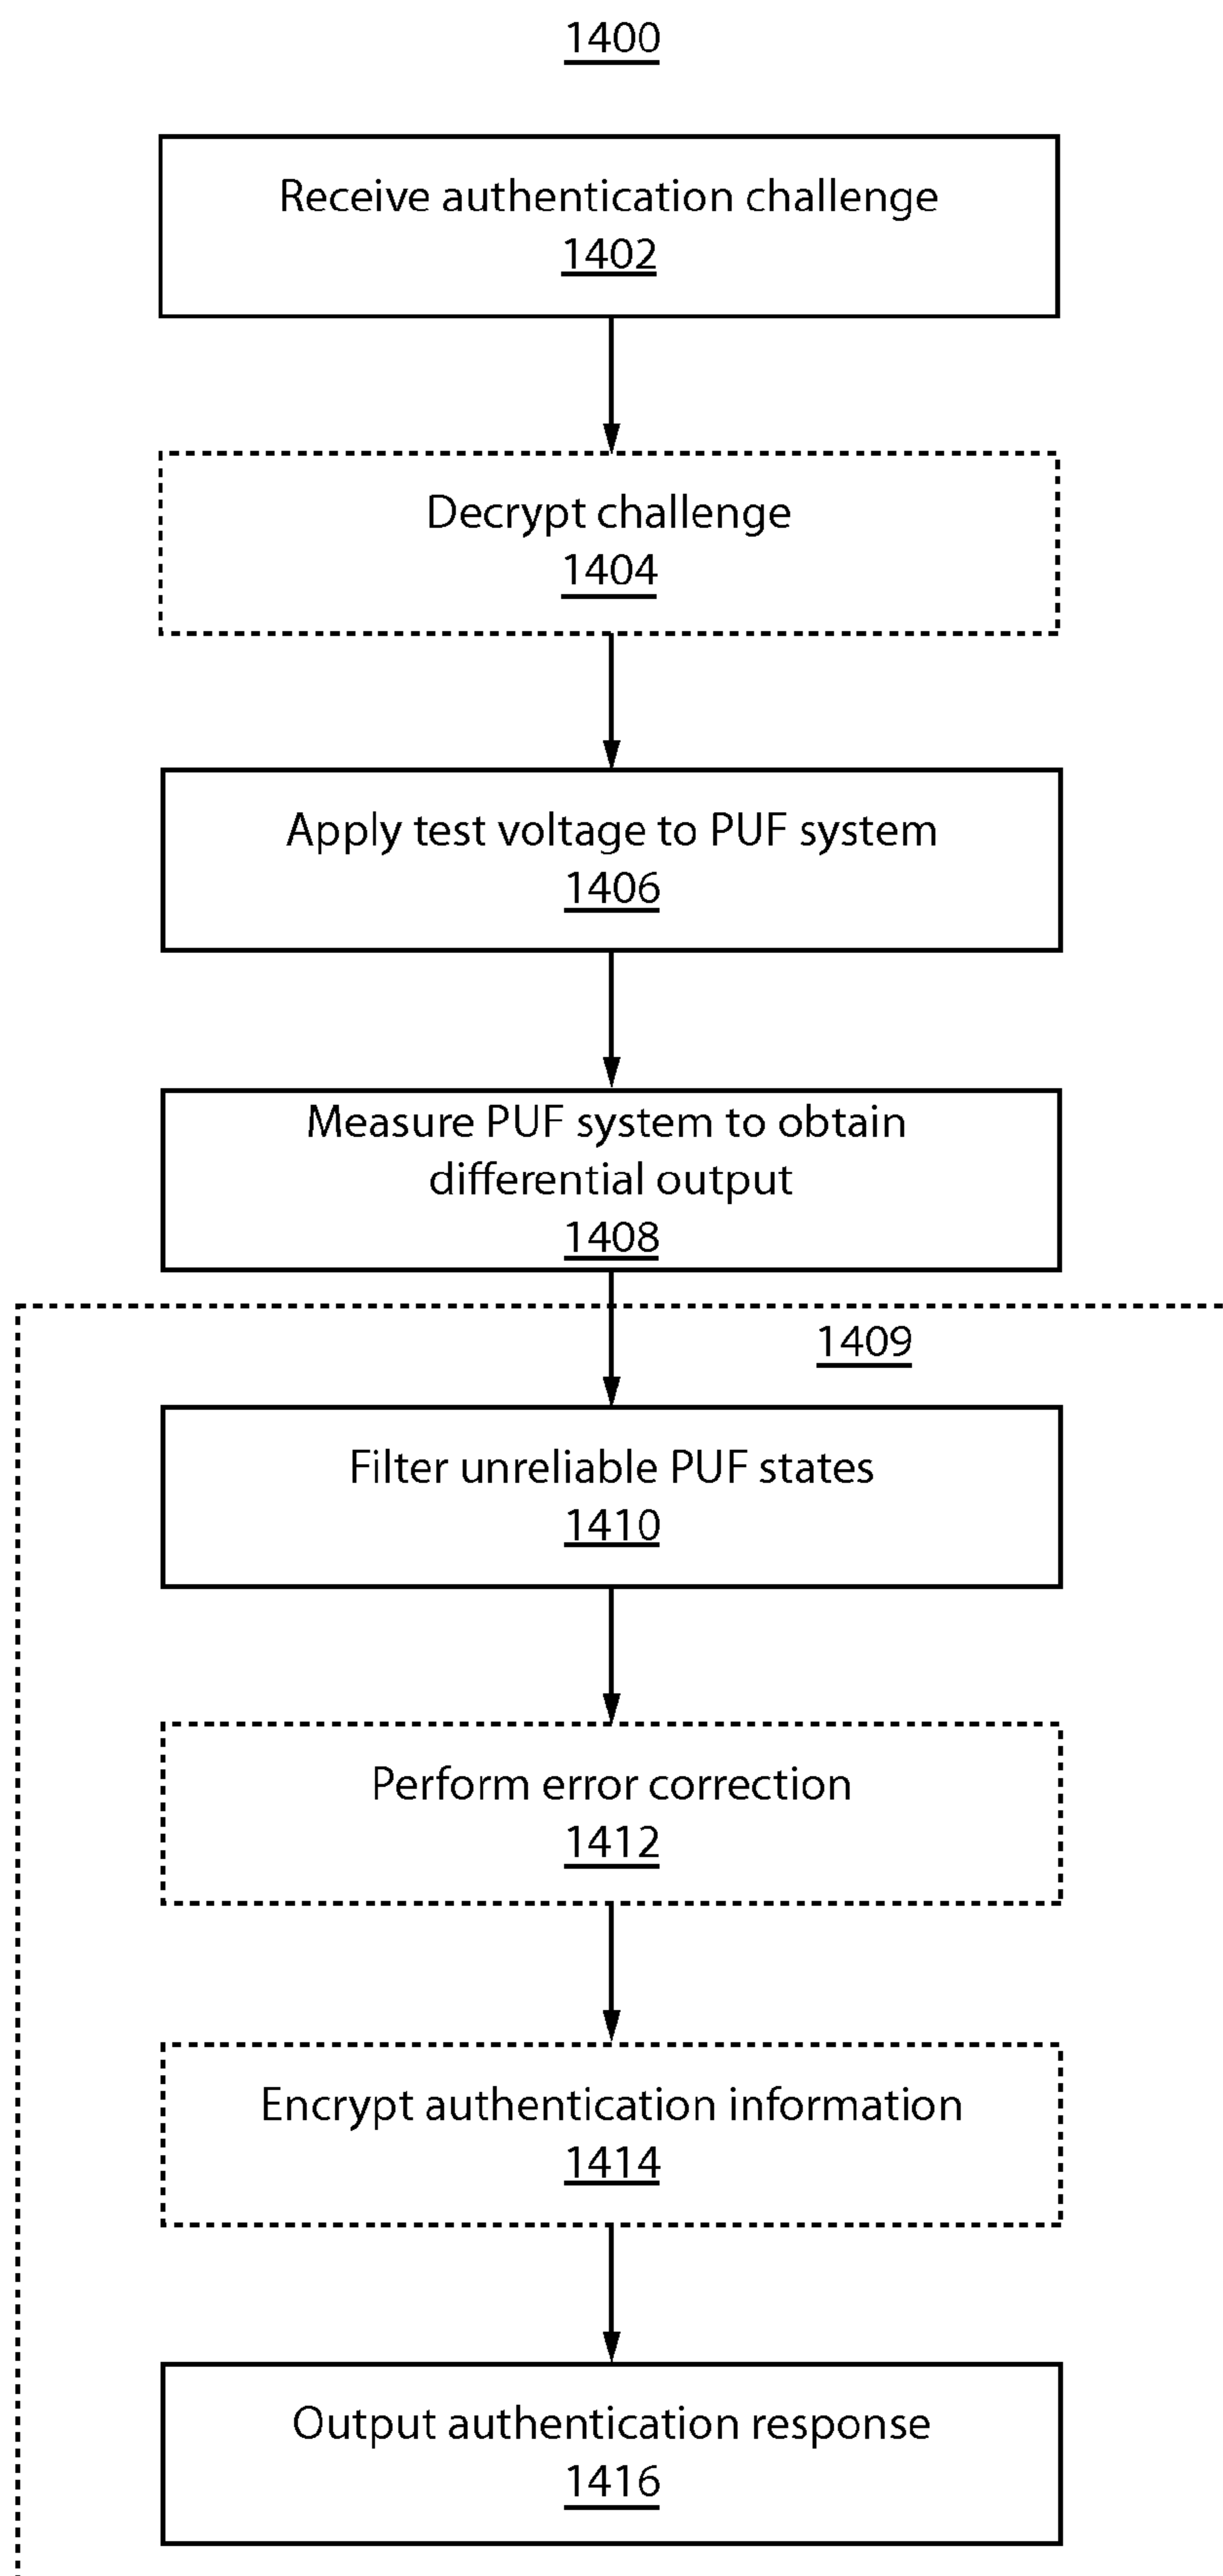 1400
Receive authentication challenge
1402
Decrypt challenge
1404
Apply test voltage to PUF system
1406
Measure PUF system to obtain
differential output
1408
1409
Filter unreliable PUF states
1410
Perform error correction
1412
Encrypt authentication information
1414
Output authentication response
1416